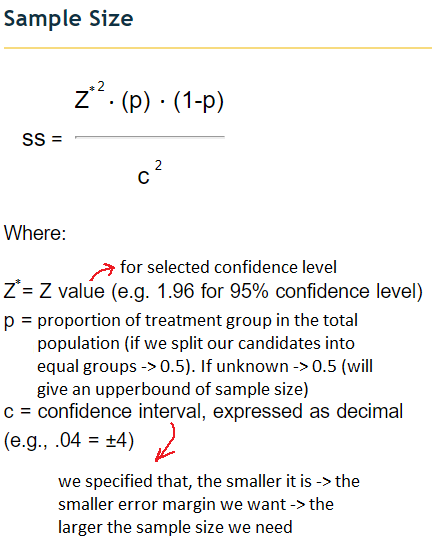 Sample Size
Z*2 · (p) · (1-p)
ss =
c 2
Where:
for selected confidence level
Z*= Z value (e.g. 1.96 for 95% confidence level)
p = proportion of treatment group in the total
population (if we split our candidates into
equal groups -> 0.5). If unknown -> 0.5 (will
give an upperbound of sample size)
c = confidence interval, expressed as decimal
(e.g., .04 = ±4)
we specified that, the smaller it is -> the
smaller error margin we want -> the
larger the sample size we need